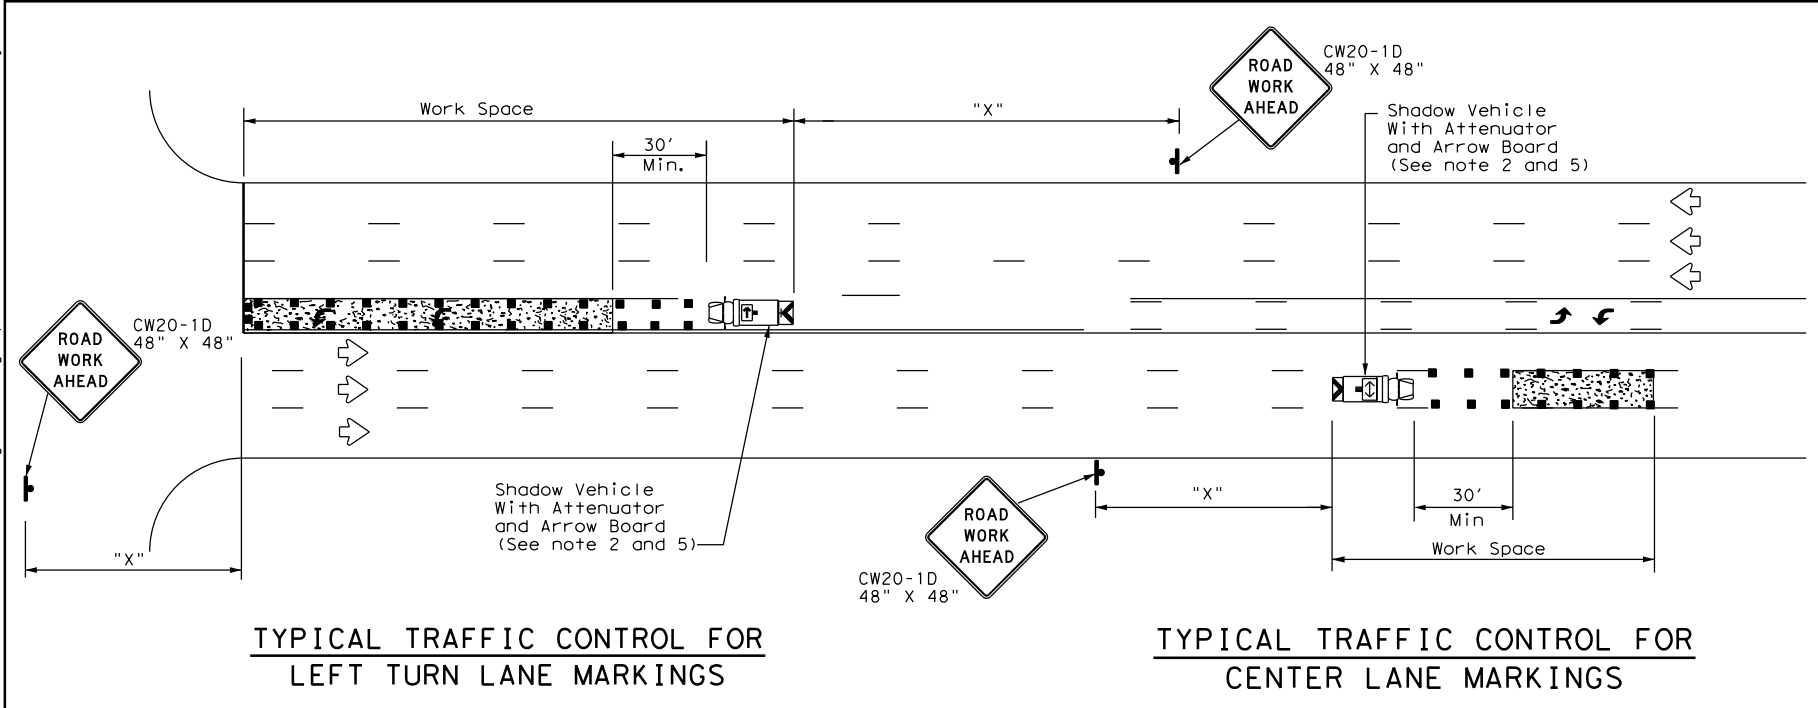 CW20-1D
48" X 48"
ROAD
WORK
AHEAD
Work Space
"X"
30'
Min.
Shadow Vehicle
With Attenuator
and Arrow Board
(See note 2 and 5)
ROAD
WORK
AHEAD
CW20-1D
48" X 48"
Shadow Vehicle
With Attenuator
and Arrow Board
(See note 2 and 5)
"X"
ROAD
WORK
AHEAD
CW20-1D
48" X 48"
"X"
30'
Min
Work Space
TYPICAL TRAFFIC CONTROL FOR
LEFT TURN LANE MARKINGS
TYPICAL TRAFFIC CONTROL FOR
CENTER LANE MARKINGS